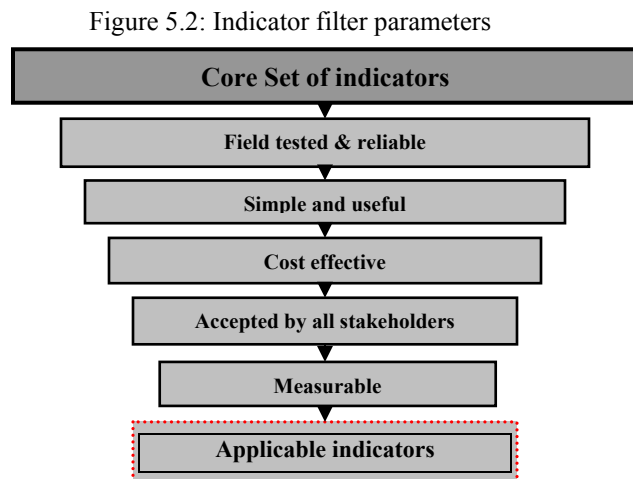 Figure 5.2: Indicator filter parameters
Core Set of indicators
Field tested & reliable
Simple and useful
Cost effective
Accepted by all stakeholders
Measurable
Applicable indicators